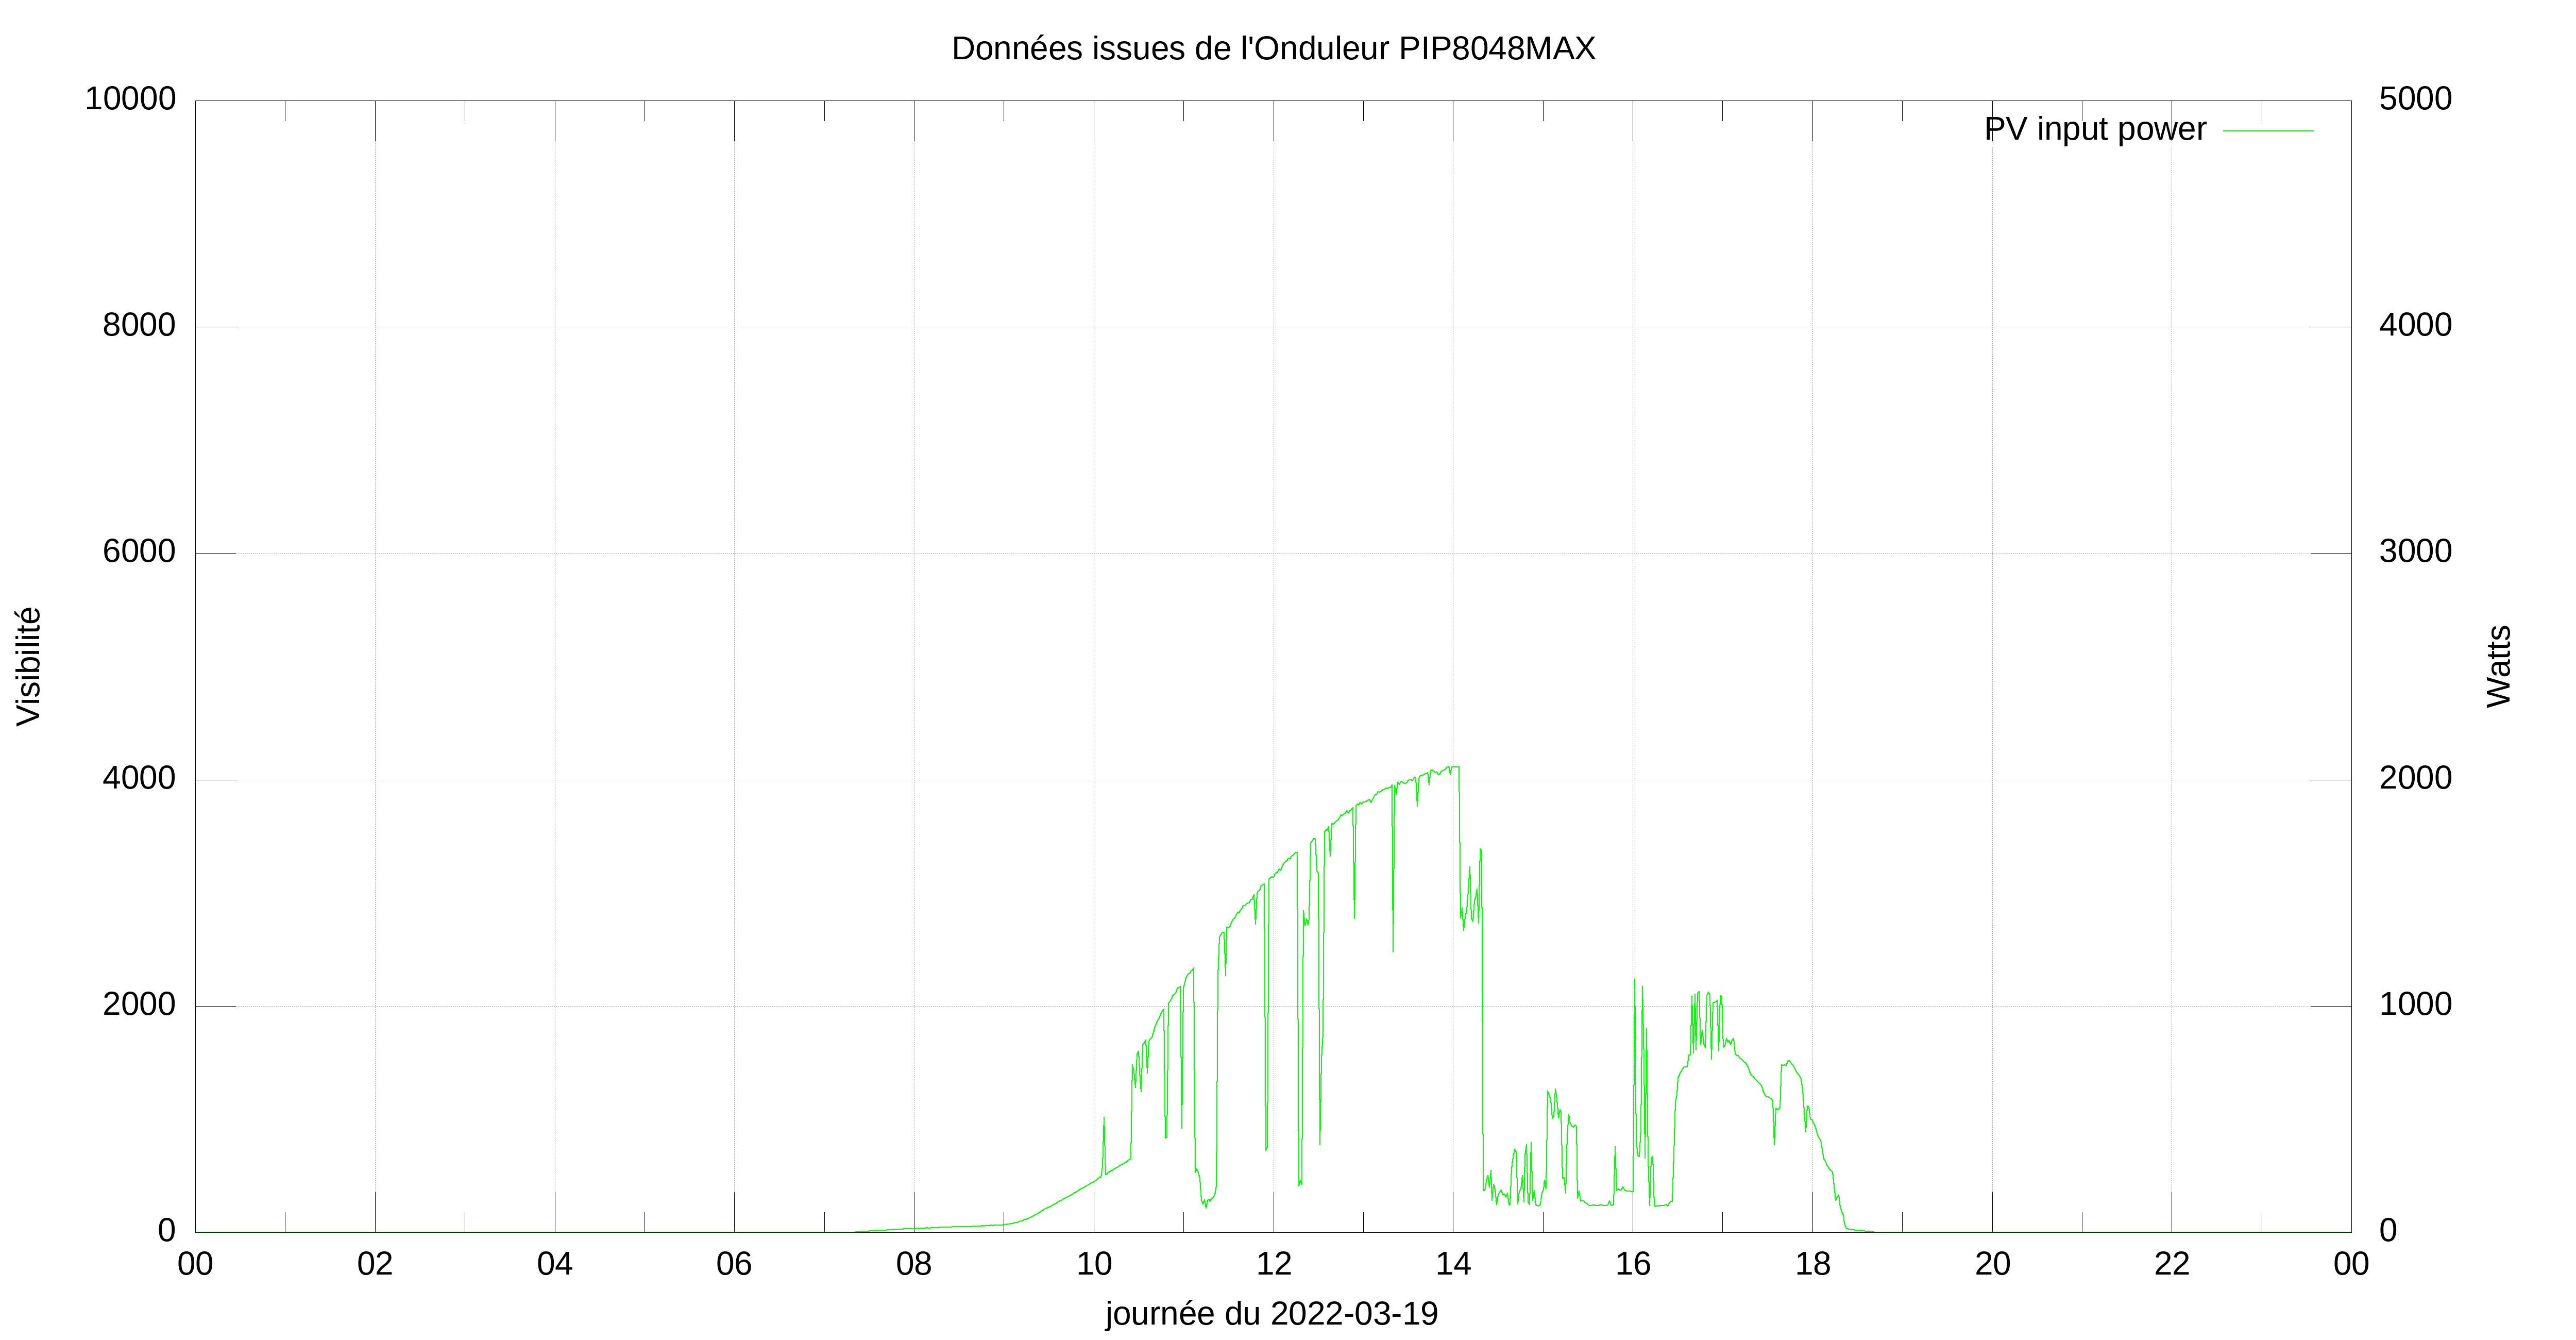 Données issues de l'Onduleur PIP8048MAX
10000
5000
PV input power
8000
4000
6000
3000
Visibilité
Watts
4000
2000
2000
1000
0
0
00 02 04 06 08 10 12 14 16 18 20 22 00
journée du 2022-03-19